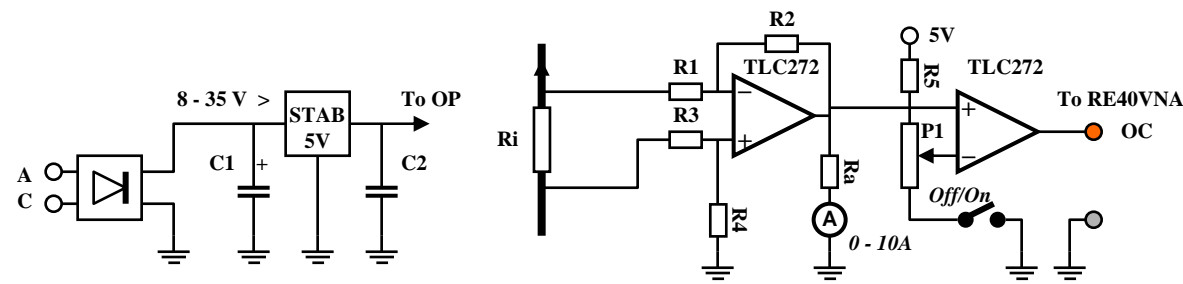 8 - 35 V >
STAB
5V
To OP
A
C
C1
+
C2
Ri
R1
R2
R3
R4
TLC272
−
+
Ra
A
0 - 10A
5V
R5
P1
TLC272
+
−
Off/On
To RE40VNA
OC